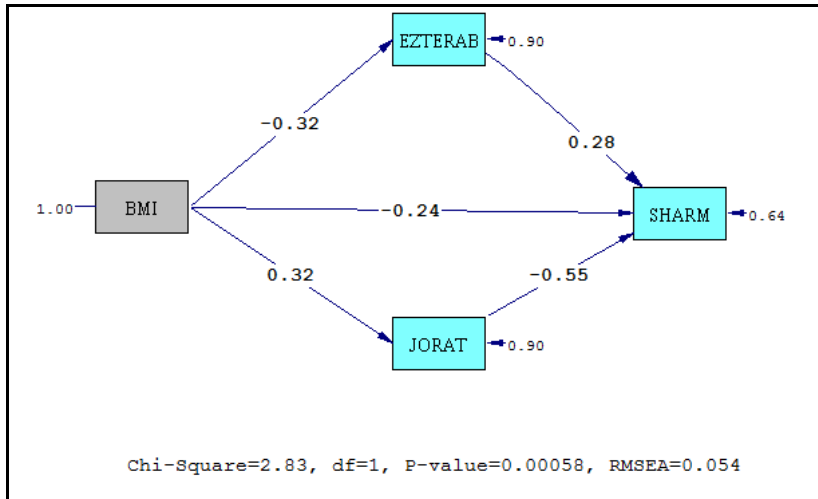 EZTERAB
0.90
-0.32
0.28
1.00
BMI
-0.24
SHARM
0.64
0.32
-0.55
JORAT
0.90
Chi-Square=2.83, df=1, P-value=0.00058, RMSEA=0.054